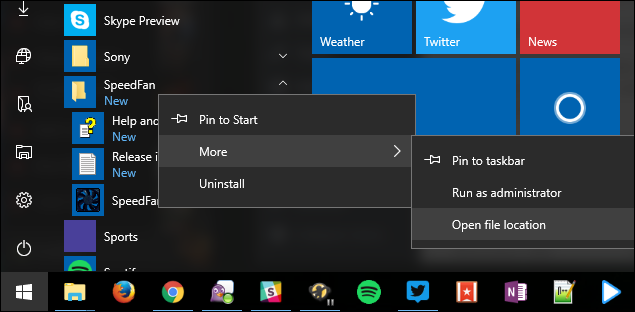 Skype Preview
Sony
SpeedFan
New
Help and
New
Release i
New
SpeedFan
Sports
Spotify
Pin to Start
More
Uninstall
Pin to taskbar
Run as administrator
Open file location
Weather
Twitter
News